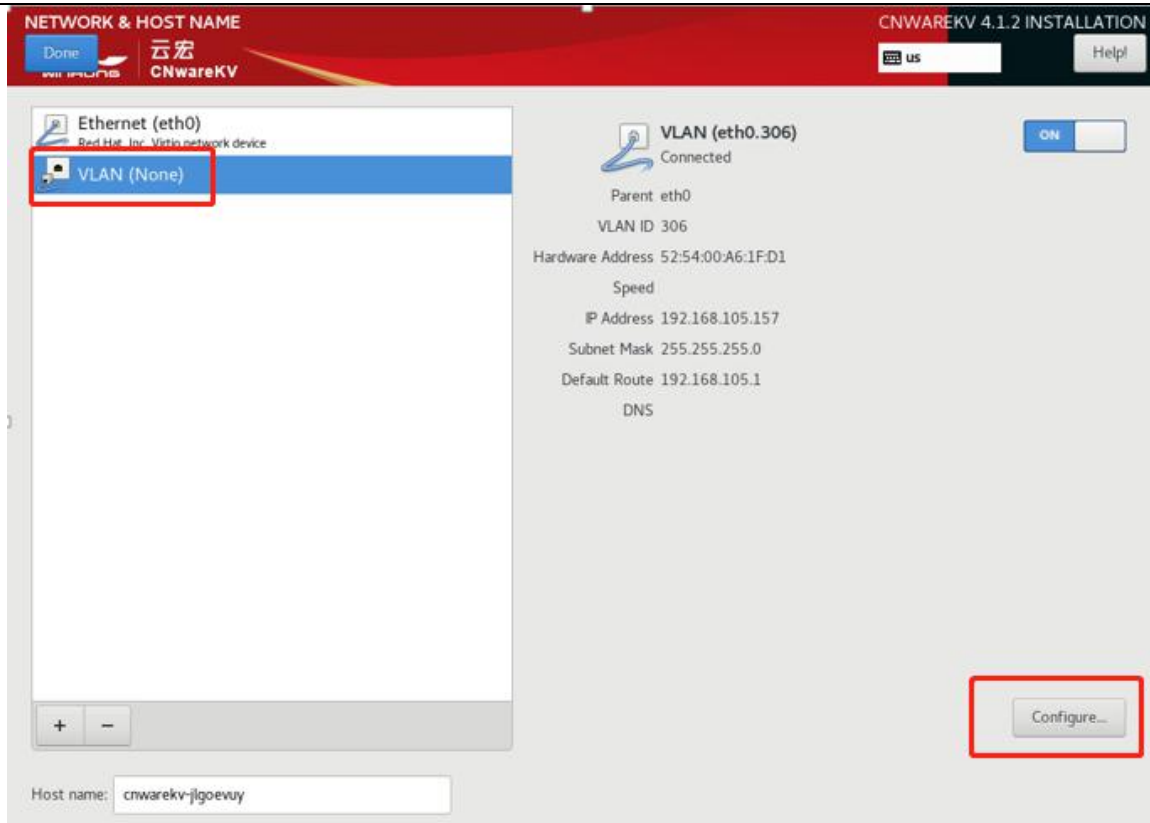 NETWORK & HOST NAME
CNWAREKV 4.1.2 INSTALLATION
Done
云宏
CNwareKV
us
Help!
Ethernet (eth0)
Red Hat, Inc. Virtio network device
VLAN (None)
VLAN (eth0.306)
Connected
ON
Parent eth0
VLAN ID 306
Hardware Address 52:54:00:A6:1F:D1
Speed
IP Address 192.168.105.157
Subnet Mask 255.255.255.0
Default Route 192.168.105.1
DNS
+ −
Configure...
Host name: cnwarekv-jlgoevuy